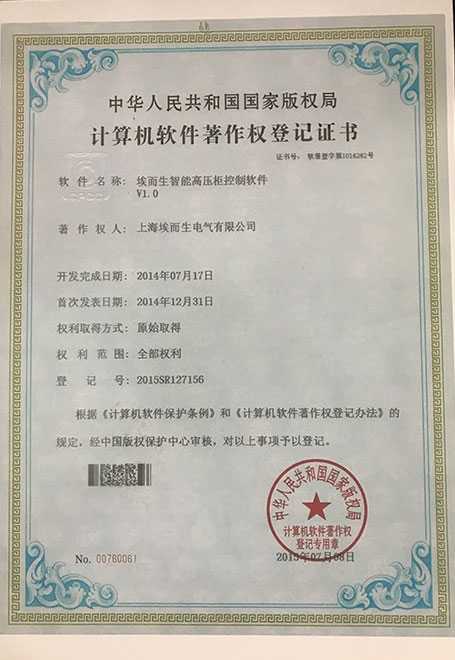 中华人民共和国国家版权局
计算机软件著作权登记证书
证书号： 软著登字第1014242号
软件名称： 埃而生智能高压柜控制软件
V1.0
著作权人： 上海埃而生电气有限公司
开发完成日期： 2014年07月17日
首次发表日期： 2014年12月31日
权利取得方式： 原始取得
权利范围： 全部权利
登记号： 2015SR127156
根据《计算机软件保护条例》和《计算机软件著作权登记办法》的
规定，经中国版权保护中心审核，对以上事项予以登记。
中华人民共和国国家版权局
计算机软件著作权
登记专用章
No. 00760061
2015年07月08日